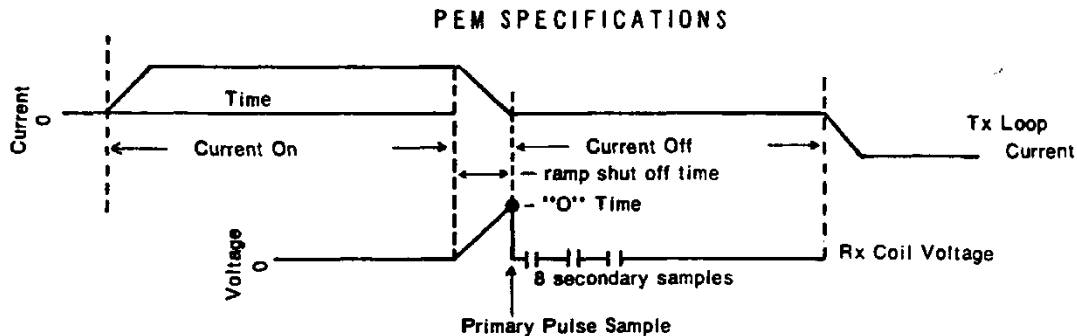 PEM SPECIFICATIONS
Current
0
Time
Tx Loop
Current
Current On
Current Off
ramp shut off time
"O" Time
Voltage
0
Rx Coil Voltage
8 secondary samples
Primary Pulse Sample